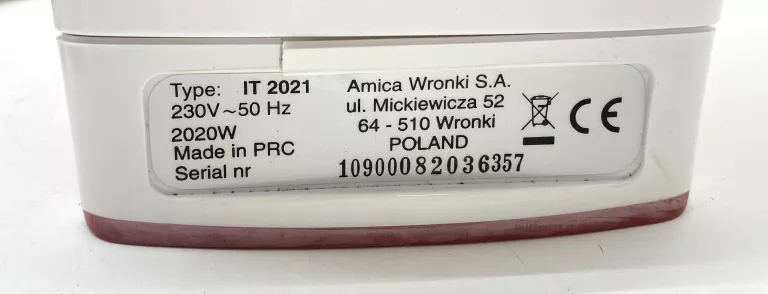 Type: IT 2021
230V~50 Hz
2020W
Made in PRC
Serial nr
Amica Wronki S.A.
ul. Mickiewicza 52
64 - 510 Wronki
POLAND
10900082036357
CE